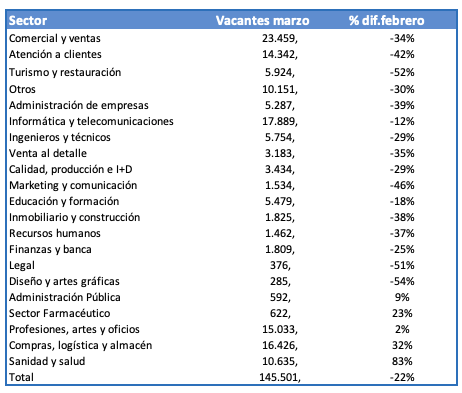 Sector Vacantes marzo % dif.febrero
Comercial y ventas 23.459, -34%
Atención a clientes 14.342, -42%
Turismo y restauración 5.924, -52%
Otros 10.151, -30%
Administración de empresas 5.287, -39%
Informática y telecomunicaciones 17.889, -12%
Ingenieros y técnicos 5.754, -29%
Venta al detalle 3.183, -35%
Calidad, producción e I+D 3.434, -29%
Marketing y comunicación 1.534, -46%
Educación y formación 5.479, -18%
Inmobiliario y construcción 1.825, -38%
Recursos humanos 1.462, -37%
Finanzas y banca 1.809, -25%
Legal 376, -51%
Diseño y artes gráficas 285, -54%
Administración Pública 592, 9%
Sector Farmacéutico 622, 23%
Profesiones, artes y oficios 15.033, 2%
Compras, logística y almacén 16.426, 32%
Sanidad y salud 10.635, 83%
Total 145.501, -22%